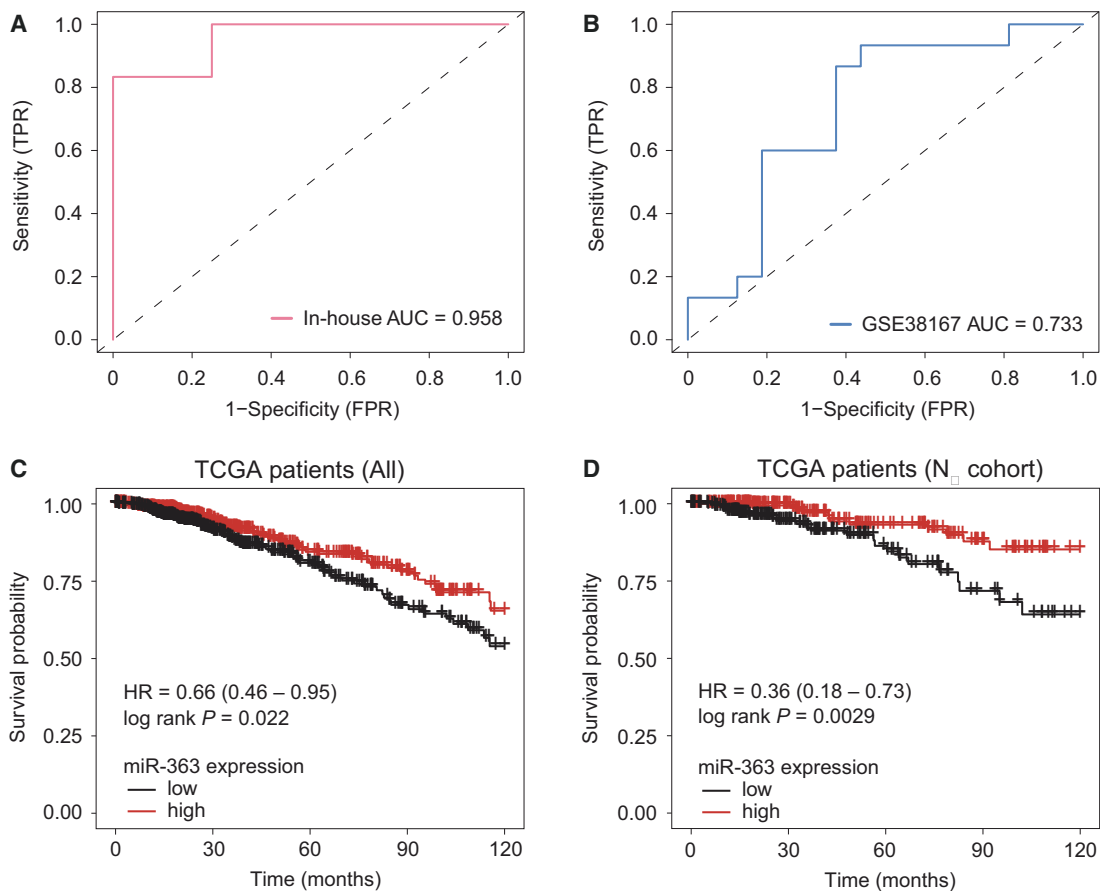 A
1.0
0.8
0.6
0.4
0.2
0.0
Sensitivity (TPR)
In-house AUC = 0.958
0 0.2 0.4 0.6 0.8 1.0
1−Specificity (FPR)
B
1.0
0.8
0.6
0.4
0.2
0.0
Sensitivity (TPR)
GSE38167 AUC = 0.733
0 0.2 0.4 0.6 0.8 1.0
1−Specificity (FPR)
C
TCGA patients (All)
1.00
0.75
0.50
0.25
0.00
Survival probability
HR = 0.66 (0.46 – 0.95)
log rank P = 0.022
miR-363 expression
low
high
0 30 60 90 120
Time (months)
D
TCGA patients (N□ cohort)
1.00
0.75
0.50
0.25
0.00
Survival probability
HR = 0.36 (0.18 – 0.73)
log rank P = 0.0029
miR-363 expression
low
high
0 30 60 90 120
Time (months)